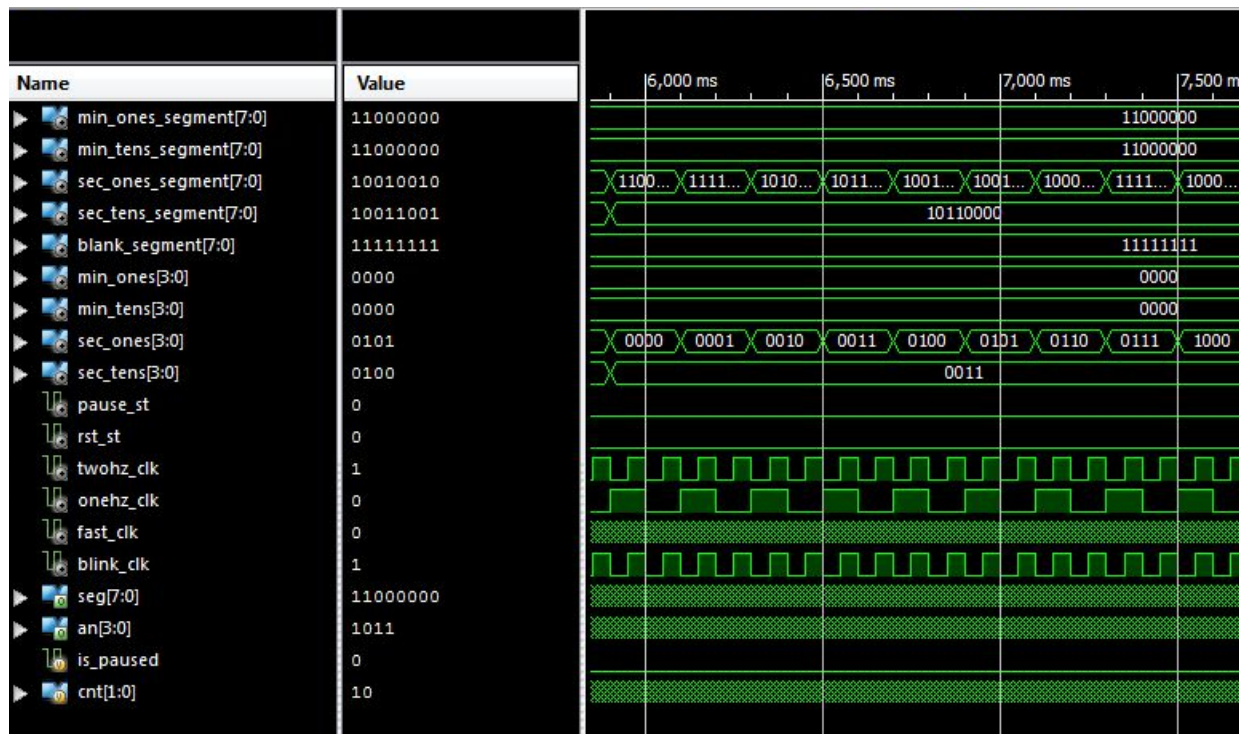 6,000 ms 6,500 ms 7,000 ms 7,500 m
Name Value
min_ones_segment[7:0] 11000000 11000000
min_tens_segment[7:0] 11000000 11000000
sec_ones_segment[7:0] 10010010 1100... 1111... 1010... 1011... 1001... 1001... 1000... 1111... 1000...
sec_tens_segment[7:0] 10011001 10110000
blank_segment[7:0] 11111111 11111111
min_ones[3:0] 0000 0000
min_tens[3:0] 0000 0000
sec_ones[3:0] 0101 0000 0001 0010 0011 0100 0101 0110 0111 1000
sec_tens[3:0] 0100 0011
pause_st 0
rst_st 0
twohz_clk 1
onehz_clk 0
fast_clk 0
blink_clk 1
seg[7:0] 11000000
an[3:0] 1011
is_paused 0
cnt[1:0] 10